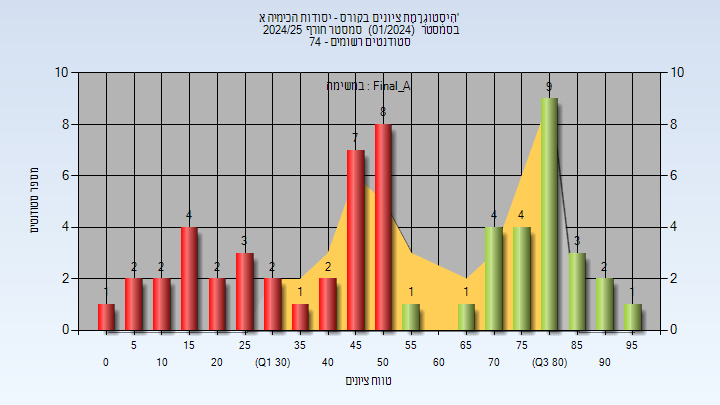 היסטוגרמת ציונים בקורס - יסודות הכימיה א'
בסמסטר (01/2024) סמסטר חורף 2024/25
סטודנטים רשומים - 74
במשימה : Final_A
מספר סטודנטים
10 8 6 4 2 0
10 8 6 4 2 0
1 2 2 4 2 3 2 1 2 7 8 1 1 4 4 9 3 2 1
5 15 25 35 45 55 65 75 85 95
0 10 20 (Q1 30) 40 50 60 70 (Q3 80) 90
טווח ציונים